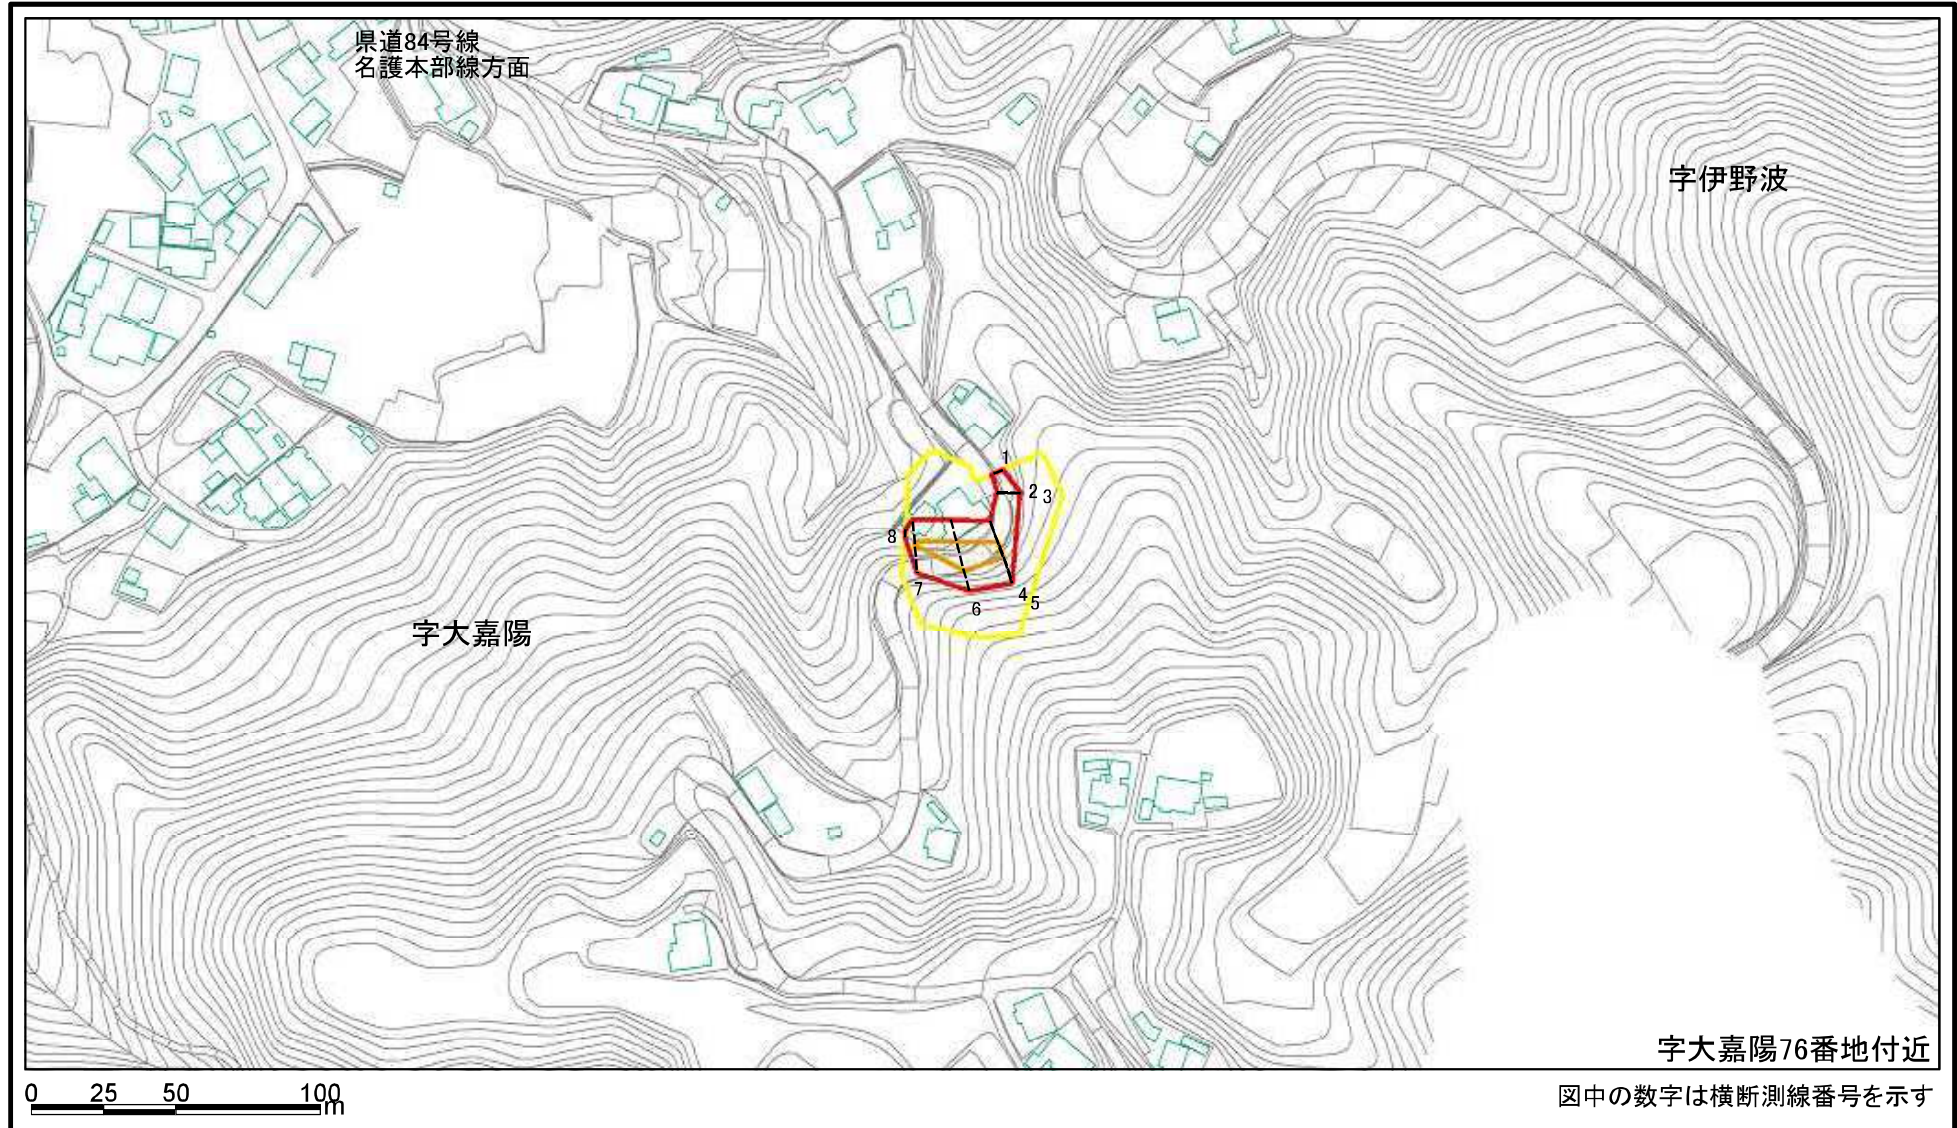 県道84号線
名護本部線方面
字伊野波
1
2
3
8
7
6
4
5
字大嘉陽
字大嘉陽76番地付近
0 25 50 100
m
図中の数字は横断測線番号を示す